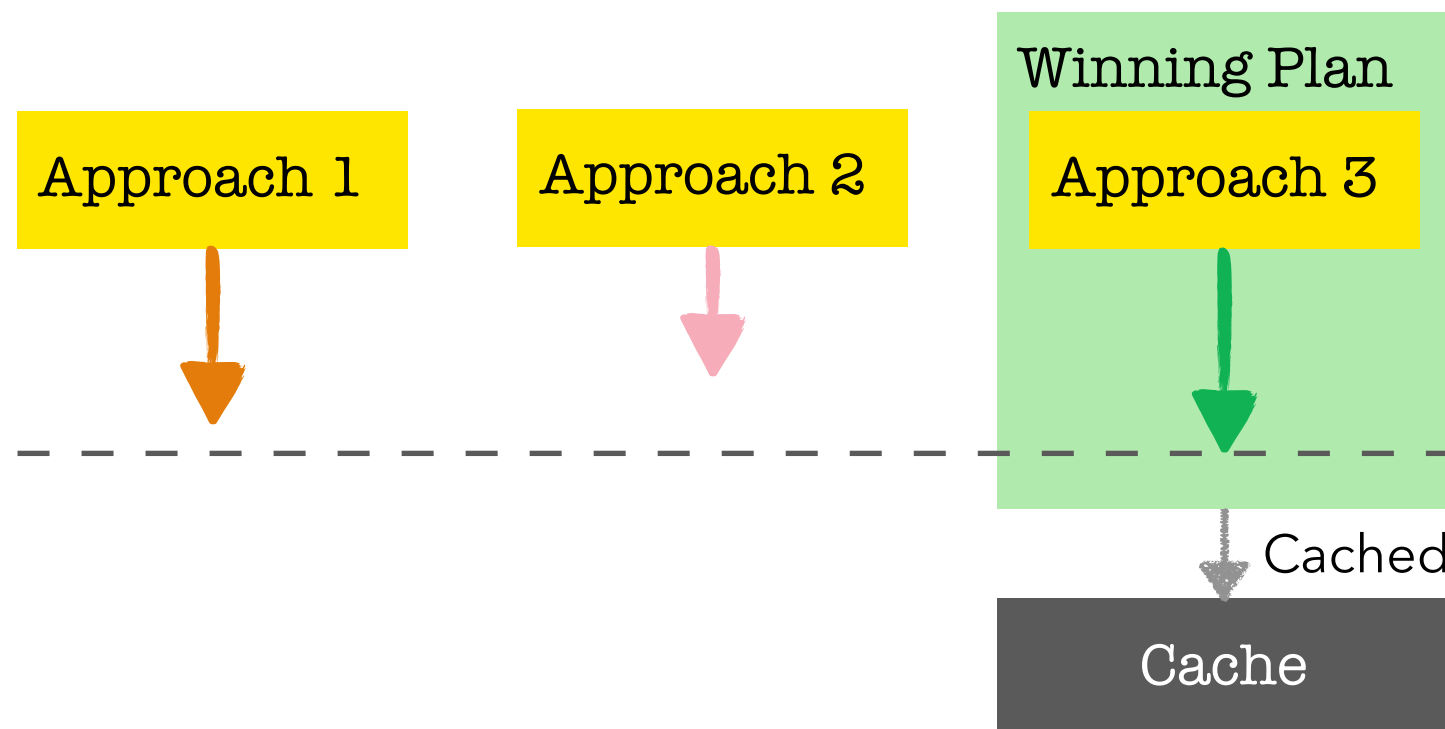 Winning Plan
Approach 1
Approach 2
Approach 3
Cached
Cache